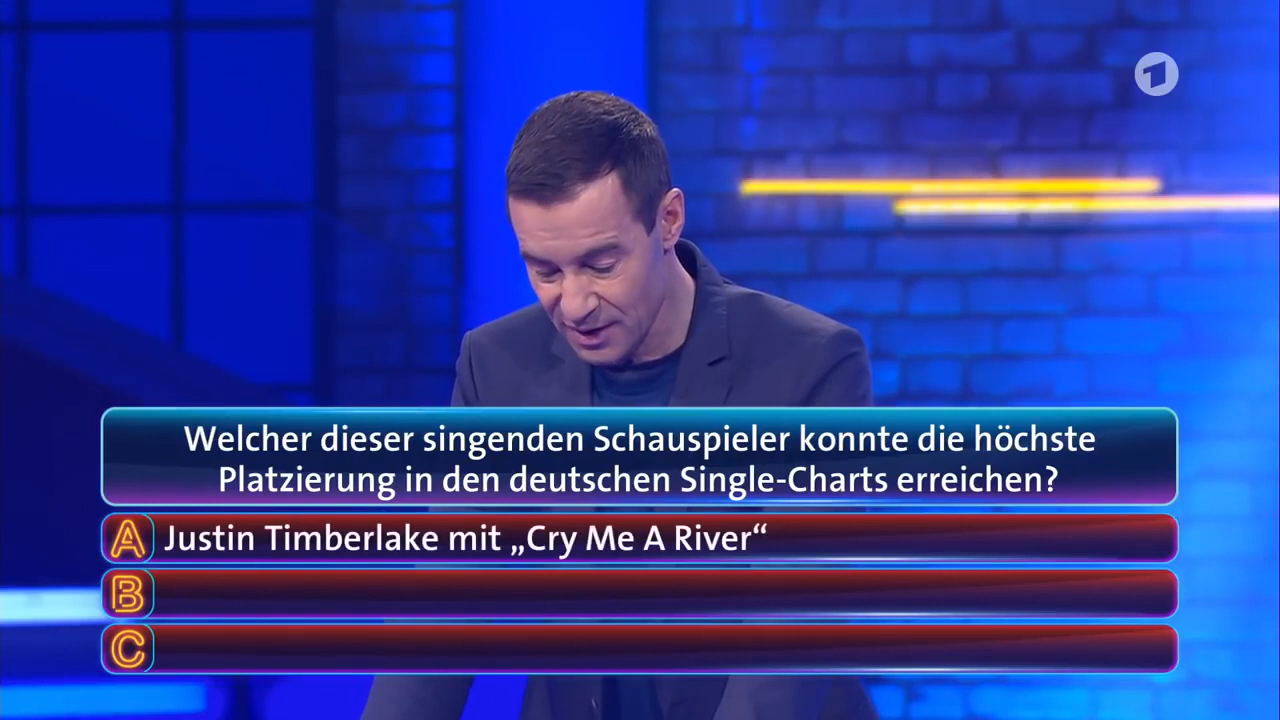 Welcher dieser singenden Schauspieler konnte die höchste
Platzierung in den deutschen Single-Charts erreichen?
A Justin Timberlake mit „Cry Me A River“
B
C